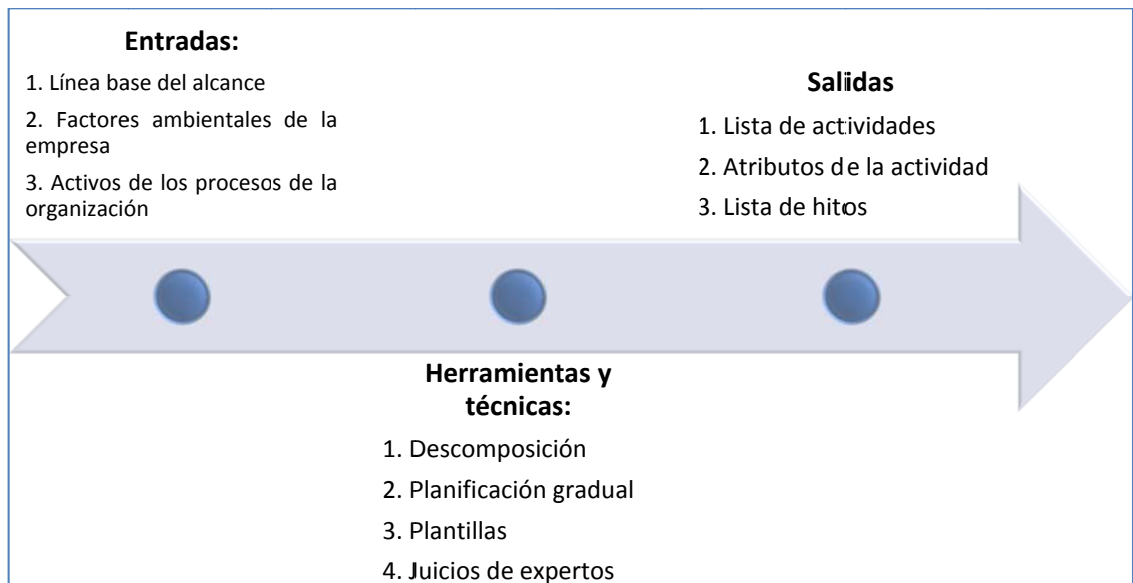 Entradas:
1. Línea base del alcance
2. Factores ambientales de la
empresa
3. Activos de los procesos de la
organización
Salidas
1. Lista de actividades
2. Atributos de la actividad
3. Lista de hitos
Herramientas y
técnicas:
1. Descomposición
2. Planificación gradual
3. Plantillas
4. Juicios de expertos